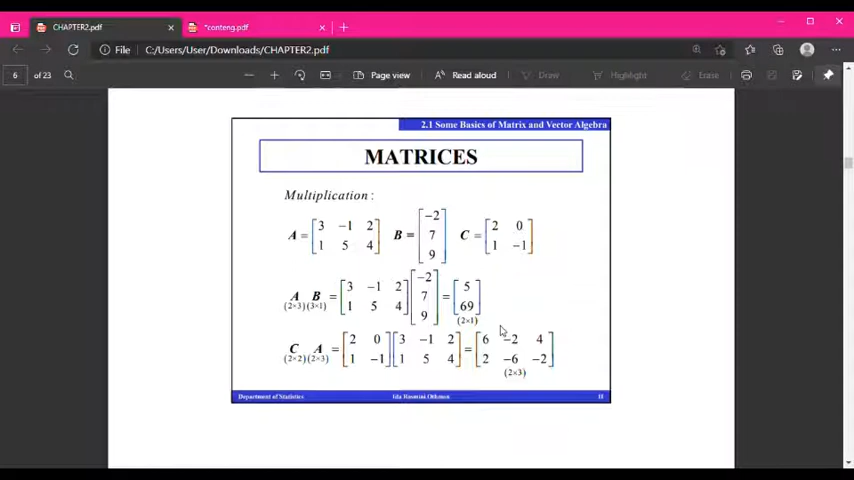 CHAPTER2.pdf
*conteng.pdf
File C:/Users/User/Downloads/CHAPTER2.pdf
6 of 23 Page view Read aloud Draw Highlight Erase
2.1 Some Basics of Matrix and Vector Algebra
MATRICES
Multiplication :
A = [3 −1 2; 1 5 4] B = [−2; 7; 9] C = [2 0; 1 −1]
A B = [3 −1 2; 1 5 4] [−2; 7; 9] = [5; 69]
(2×3) (3×1) (2×1)
C A = [2 0; 1 −1] [3 −1 2; 1 5 4] = [6 −2 4; 2 −6 −2]
(2×2) (2×3) (2×3)
Department of Statistics Ida Rosmini Othman 11